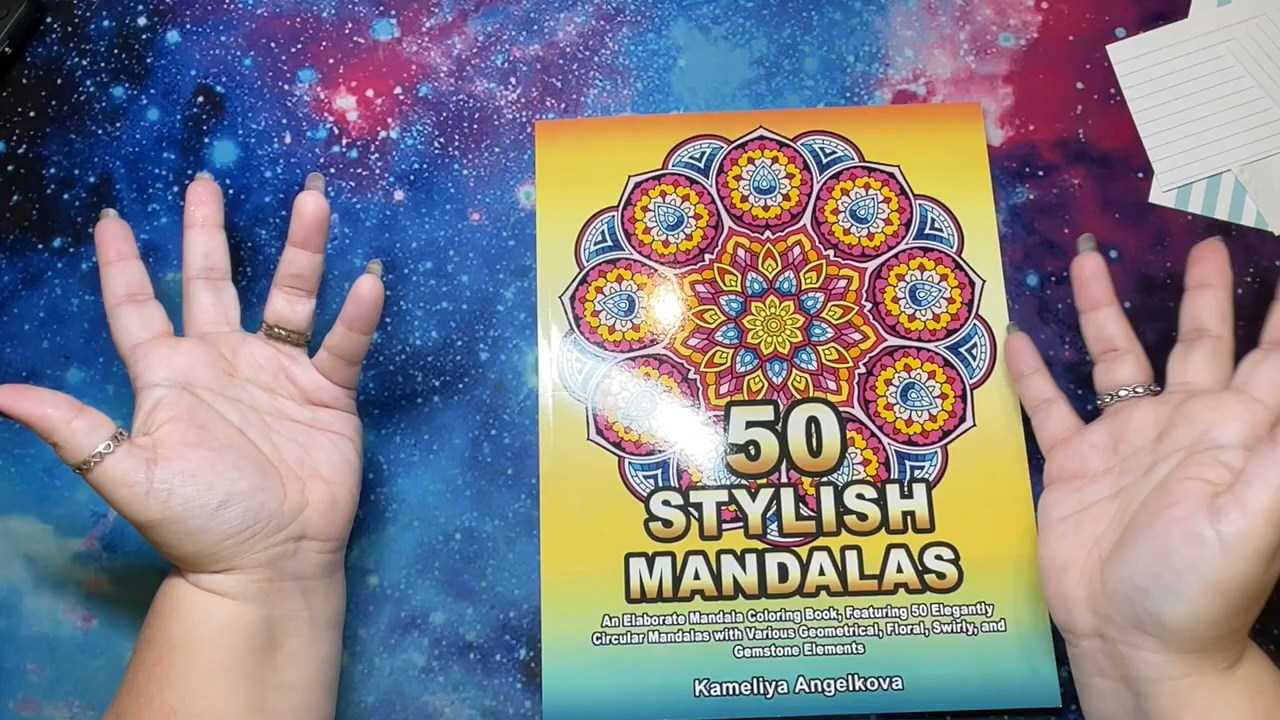 50
STYLISH
MANDALAS
An Elaborate Mandala Coloring Book, Featuring 50 Elegantly
Circular Mandalas with Various Geometrical, Floral, Swirly, and
Gemstone Elements
Kameliya Angelkova